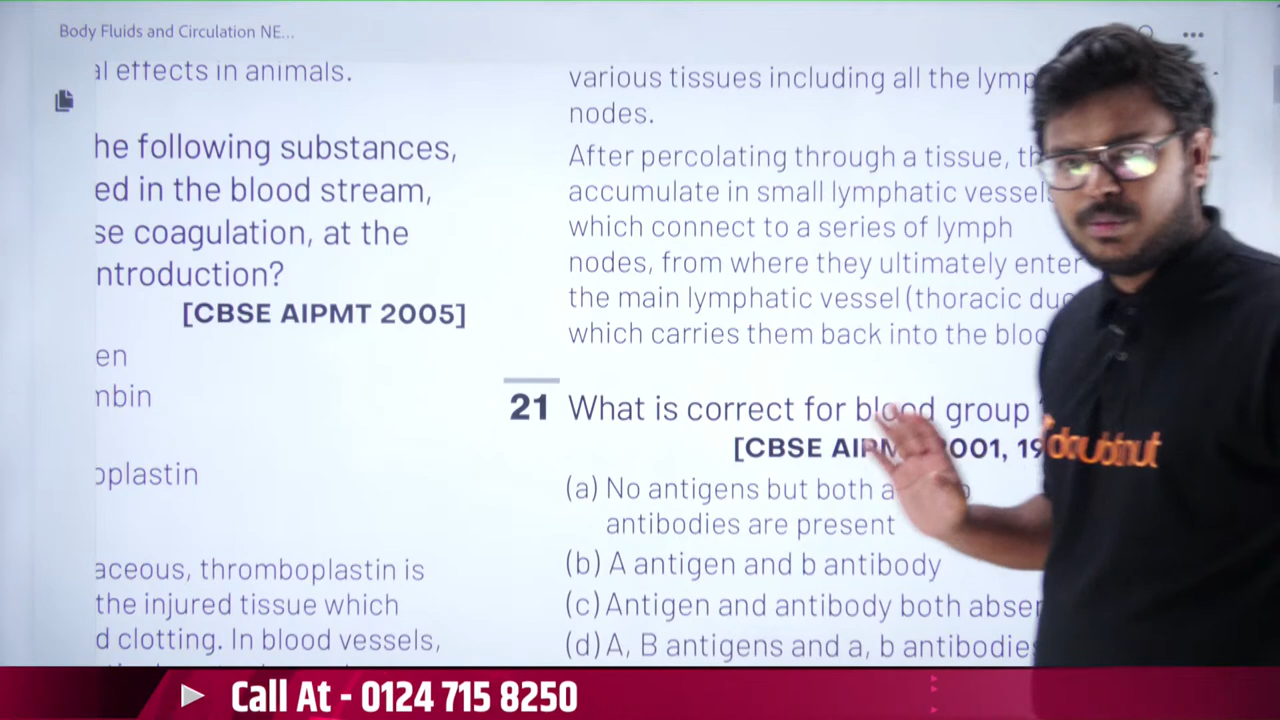 Body Fluids and Circulation NE...
al effects in animals.
he following substances,
ed in the blood stream,
se coagulation, at the
ntroduction?
[CBSE AIPMT 2005]
en
mbin
oplastin
aceous, thromboplastin is
the injured tissue which
d clotting. In blood vessels,
various tissues including all the lymp
nodes.
After percolating through a tissue, th
accumulate in small lymphatic vessels
which connect to a series of lymph
nodes, from where they ultimately enter
the main lymphatic vessel (thoracic duc
which carries them back into the bloo
21 What is correct for blood group
[CBSE AIPM 2001, 19
(a) No antigens but both a
antibodies are present
(b) A antigen and b antibody
(c) Antigen and antibody both absen
(d) A, B antigens and a, b antibodies
doubtnut
Call At - 0124 715 8250